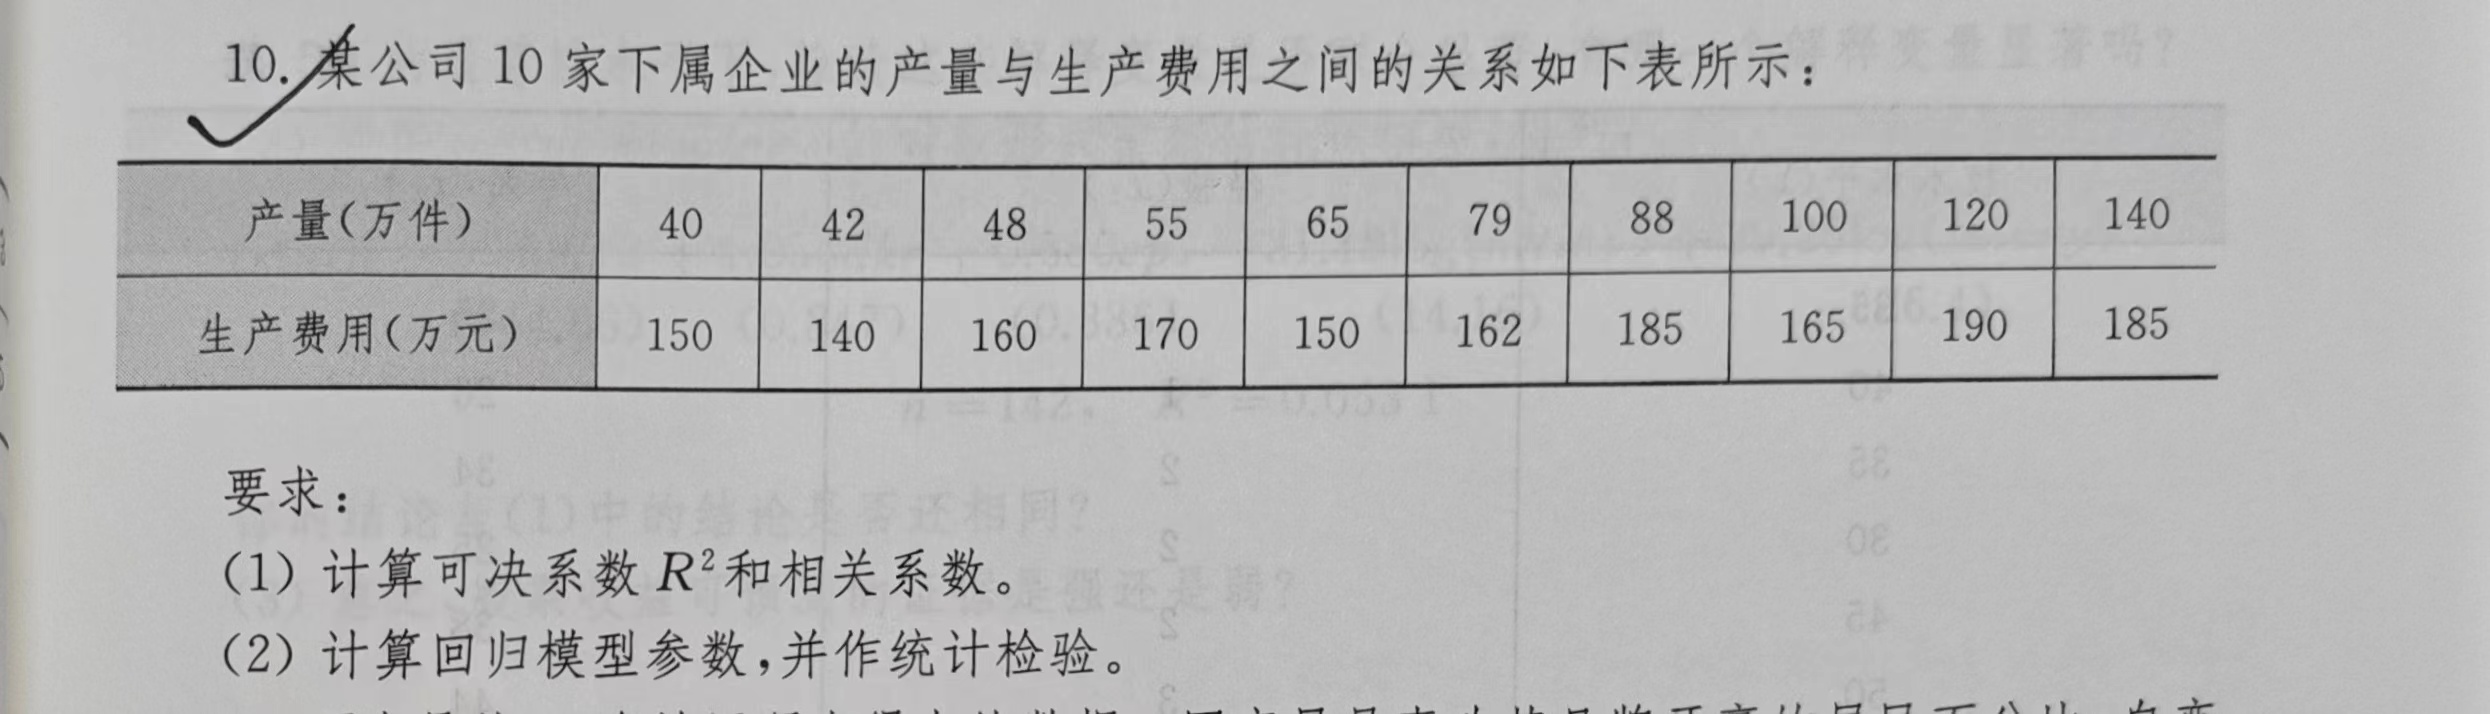 10. 某公司 10 家下属企业的产量与生产费用之间的关系如下表所示:
产量(万件) 40 42 48 55 65 79 88 100 120 140
生产费用(万元) 150 140 160 170 150 162 185 165 190 185
要求:
(1) 计算可决系数 R²和相关系数。
(2) 计算回归模型参数,并作统计检验。